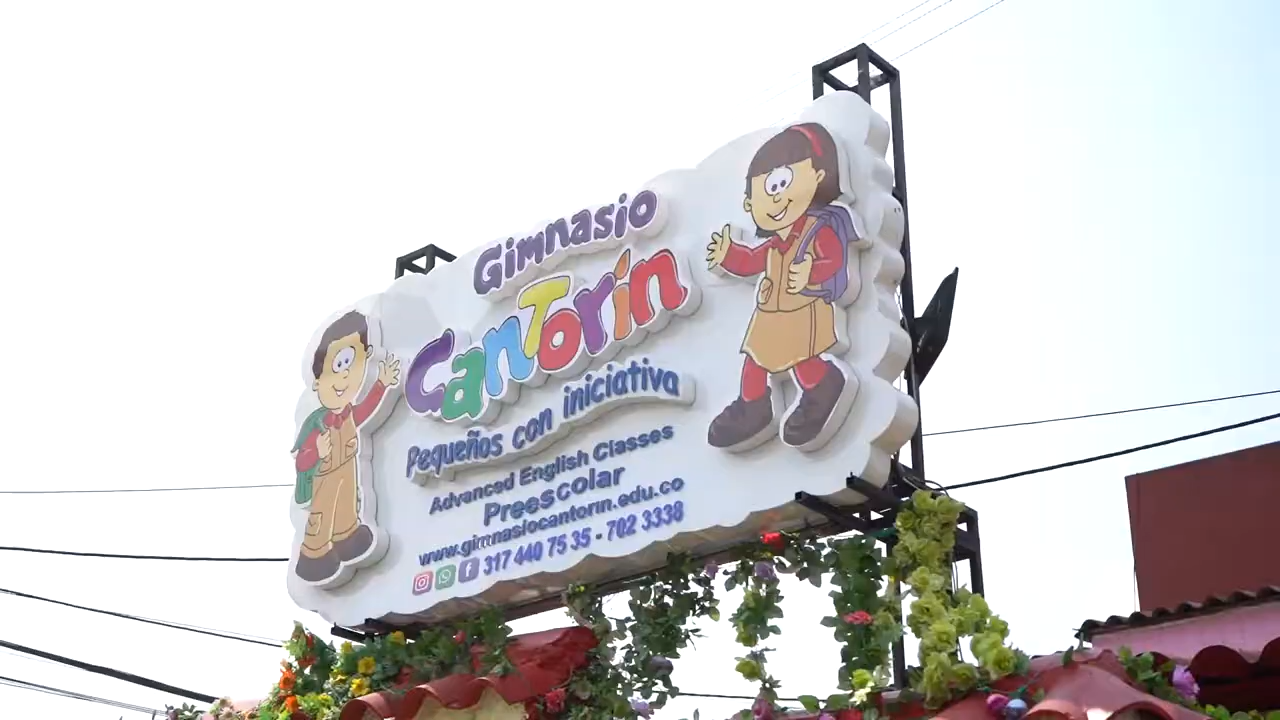 Gimnasio
CanTorin
Pequeños con iniciativa
Advanced English Classes
Preescolar
www.gimnasiocantorin.edu.co
317 440 75 35 - 702 3338